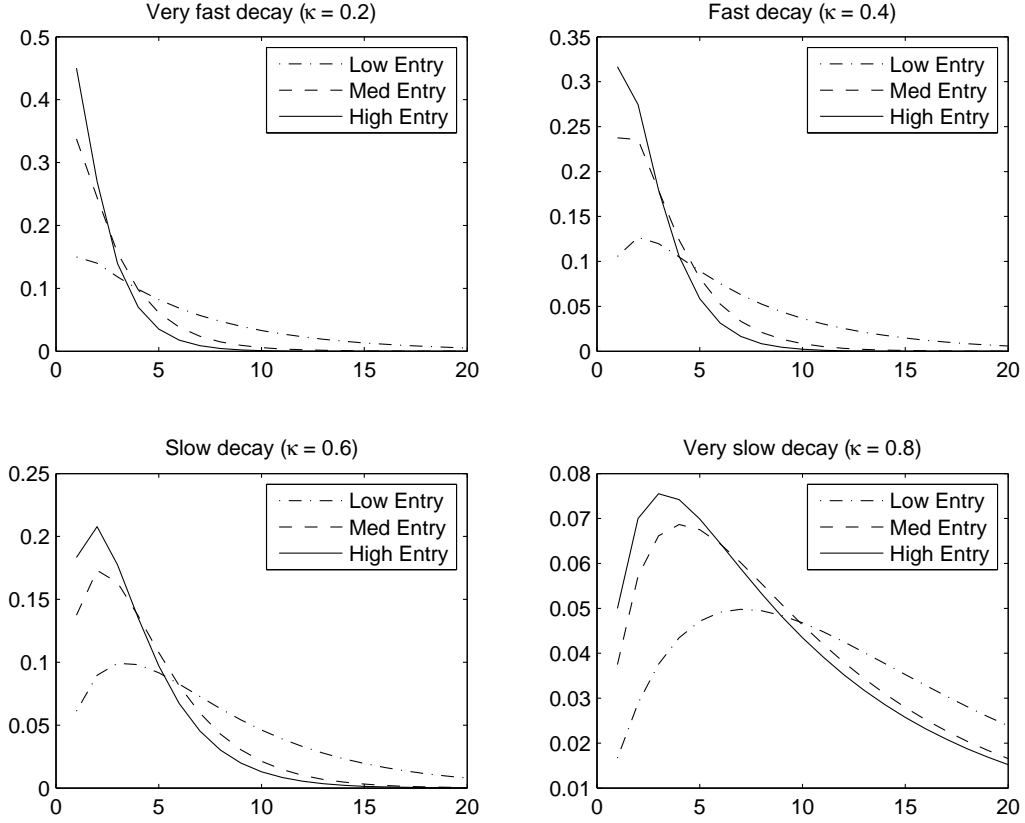 Very fast decay (κ = 0.2)
0.5
0.4
0.3
0.2
0.1
0
0 5 10 15 20
Low Entry
Med Entry
High Entry
Fast decay (κ = 0.4)
0.35
0.3
0.25
0.2
0.15
0.1
0.05
0
0 5 10 15 20
Low Entry
Med Entry
High Entry
Slow decay (κ = 0.6)
0.25
0.2
0.15
0.1
0.05
0
0 5 10 15 20
Low Entry
Med Entry
High Entry
Very slow decay (κ = 0.8)
0.08
0.07
0.06
0.05
0.04
0.03
0.02
0.01
0 5 10 15 20
Low Entry
Med Entry
High Entry